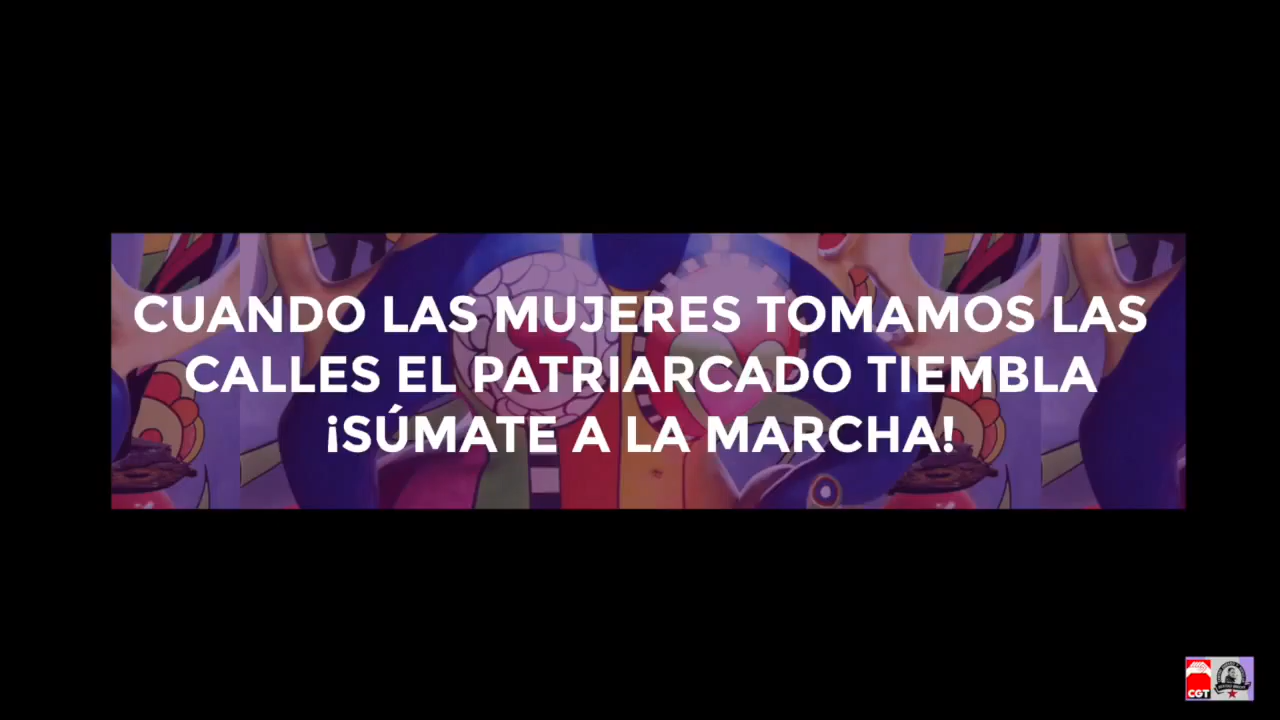 CUANDO LAS MUJERES TOMAMOS LAS
CALLES EL PATRIARCADO TIEMBLA
¡SÚMATE A LA MARCHA!
CGT